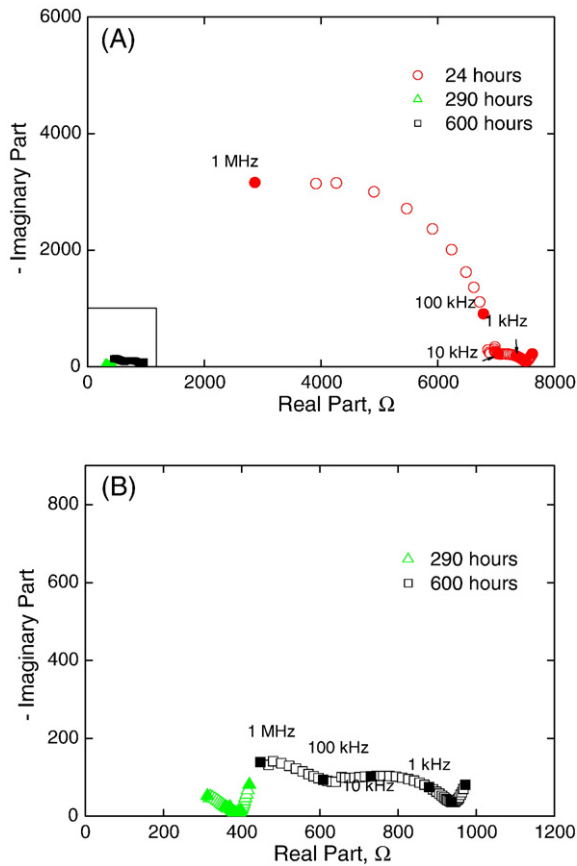 6000
(A)
24 hours
290 hours
600 hours
4000
1 MHz
- Imaginary Part
2000
100 kHz
1 kHz
10 kHz
0
0 2000 4000 6000 8000
Real Part, Ω
(B)
800
290 hours
600 hours
600
- Imaginary Part
400
200
1 MHz
100 kHz
1 kHz
10 kHz
0
0 200 400 600 800 1000 1200
Real Part, Ω